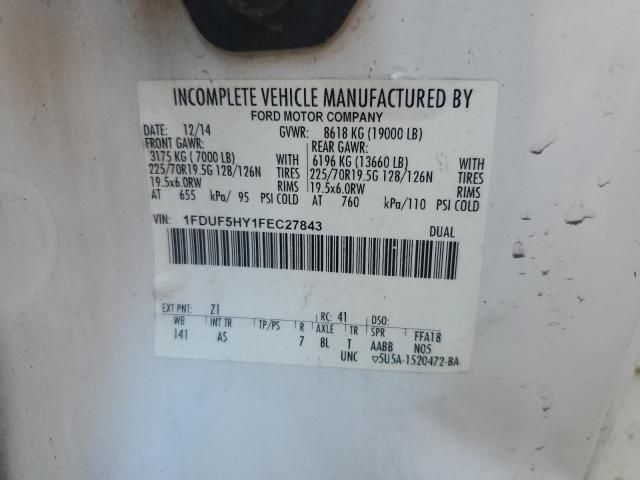 INCOMPLETE VEHICLE MANUFACTURED BY
FORD MOTOR COMPANY
DATE: 12/14 GVWR: 8618 KG (19000 LB)
FRONT GAWR: REAR GAWR:
3175 KG (7000 LB) WITH 6196 KG (13660 LB) WITH
225/70R19.5G 128/126N TIRES 225/70R19.5G 128/126N TIRES
19.5x6.0RW RIMS 19.5x6.0RW RIMS
AT 655 kPa/ 95 PSI COLD AT 760 kPa/110 PSI COLD
VIN: 1FDUF5HY1FEC27843 DUAL
EXT PNT: Z1 RC: 41 DSO:
WB INT TR TP/PS R AXLE TR SPR FFA18
141 AS 7 8L T AABB N05
UNC ▽5U5A-1520472-BA